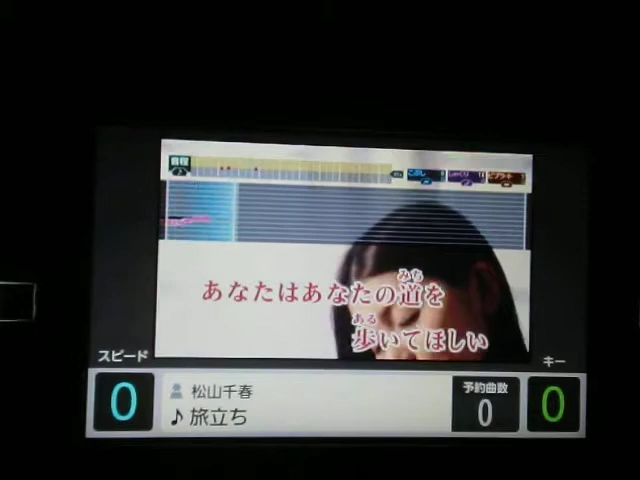 音程
こぶし
しゃくり
ビブラート
あなたはあなたの道を
みち
歩いてほしい
ある
スピード
キー
0
松山千春
♪旅立ち
予約曲数
0
0